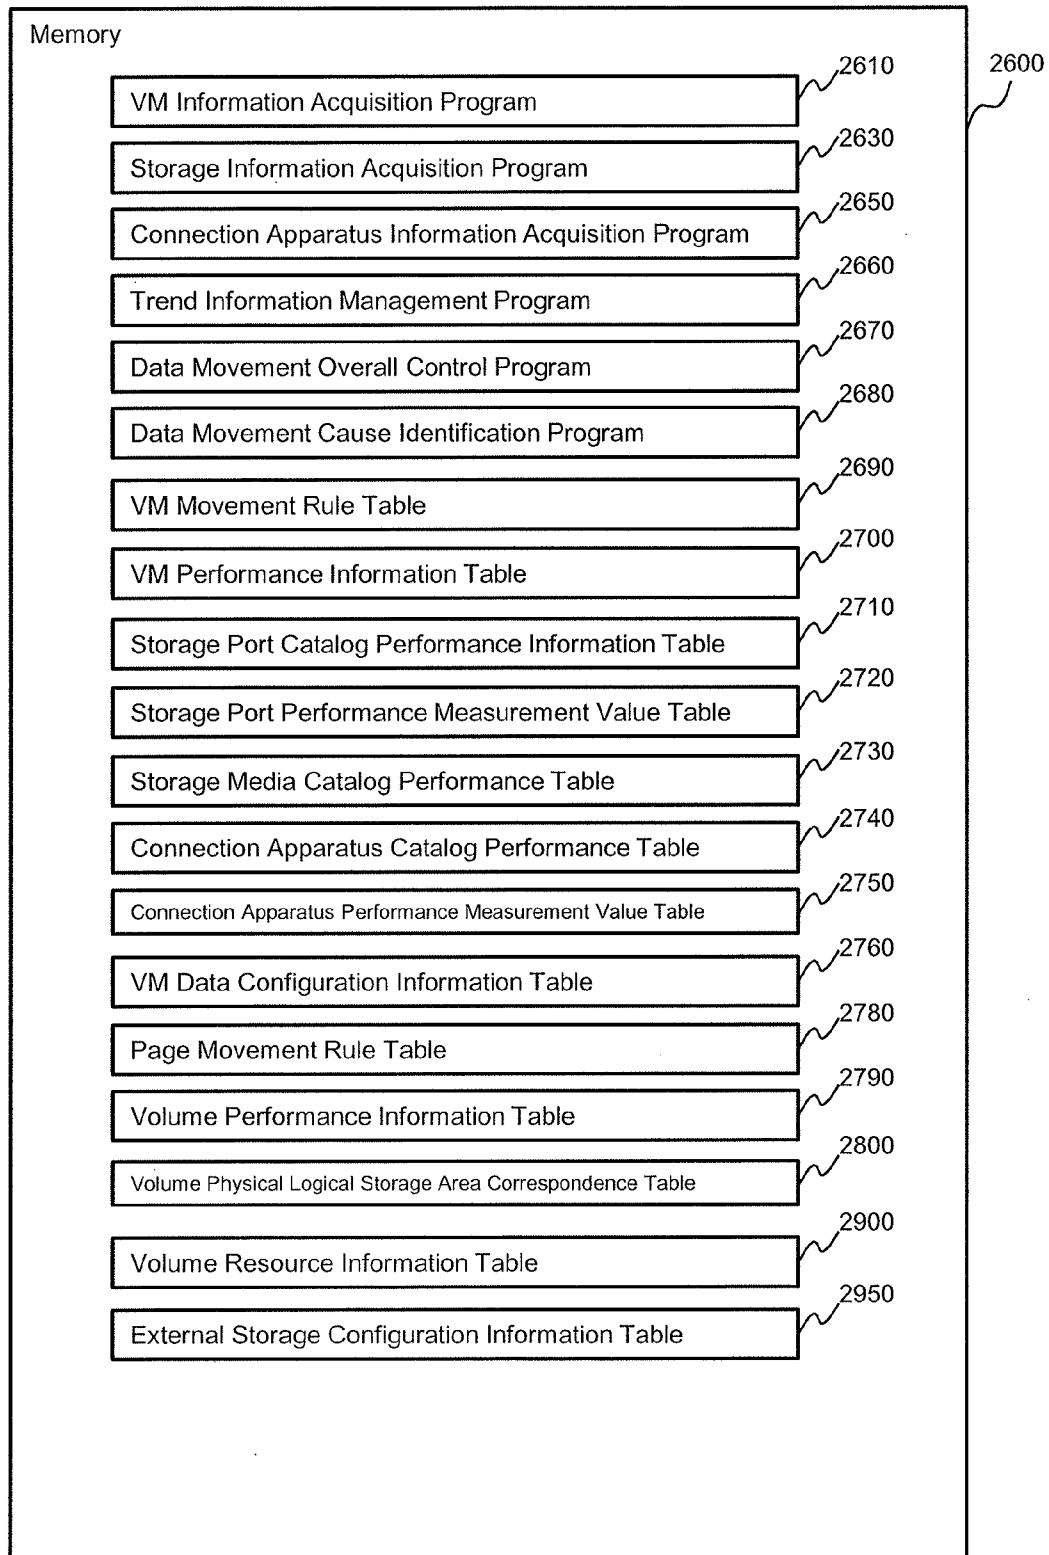 Memory
2600
2610
VM Information Acquisition Program
2630
Storage Information Acquisition Program
2650
Connection Apparatus Information Acquisition Program
2660
Trend Information Management Program
2670
Data Movement Overall Control Program
2680
Data Movement Cause Identification Program
2690
VM Movement Rule Table
2700
VM Performance Information Table
2710
Storage Port Catalog Performance Information Table
2720
Storage Port Performance Measurement Value Table
2730
Storage Media Catalog Performance Table
2740
Connection Apparatus Catalog Performance Table
2750
Connection Apparatus Performance Measurement Value Table
2760
VM Data Configuration Information Table
2780
Page Movement Rule Table
2790
Volume Performance Information Table
2800
Volume Physical Logical Storage Area Correspondence Table
2900
Volume Resource Information Table
2950
External Storage Configuration Information Table